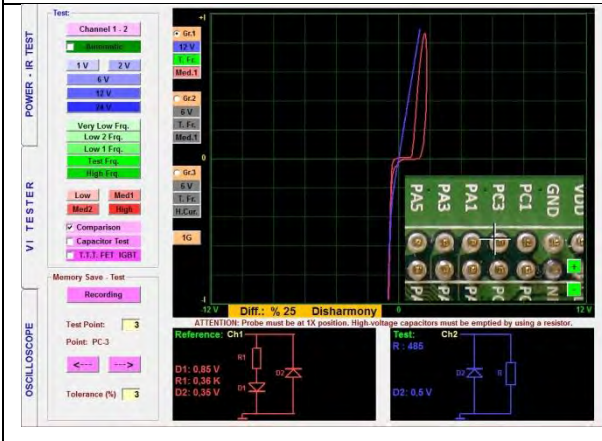 POWER - IR TEST
VI TESTER
OSCILLOSCOPE
Test:
Channel 1 - 2
Automatic
1 V
2 V
6 V
12 V
24 V
Very Low Frq.
Low 2 Frq.
Low 1 Frq.
Test Frq.
High Frq.
Low
Med1
Med2
High
Comparison
Capacitor Test
T.T.T. FET IGBT
Memory Save - Test
Recording
Test Point: 3
Point: PC-3
<---
--->
Tolerance (%) 3
Gr.1
12 V
T. Fr.
Med.1
Gr.2
6 V
T. Fr.
Med.1
Gr.3
6 V
T. Fr.
H.Cur.
1G
+I
0
-I
PA5
PA3
PA1
PC3
PC1
GND
VDD
+
-
12 V
Diff.: % 25 Disharmony
0
12 V
ATTENTION: Probe must be at 1X position. High-voltage capacitors must be emptied by using a resistor.
Reference: Ch1
R1
D1
D2
D1: 0,85 V
R1: 0,36 K
D2: 0,35 V
Test: Ch2
R : 485
D2
R
D2: 0,5 V